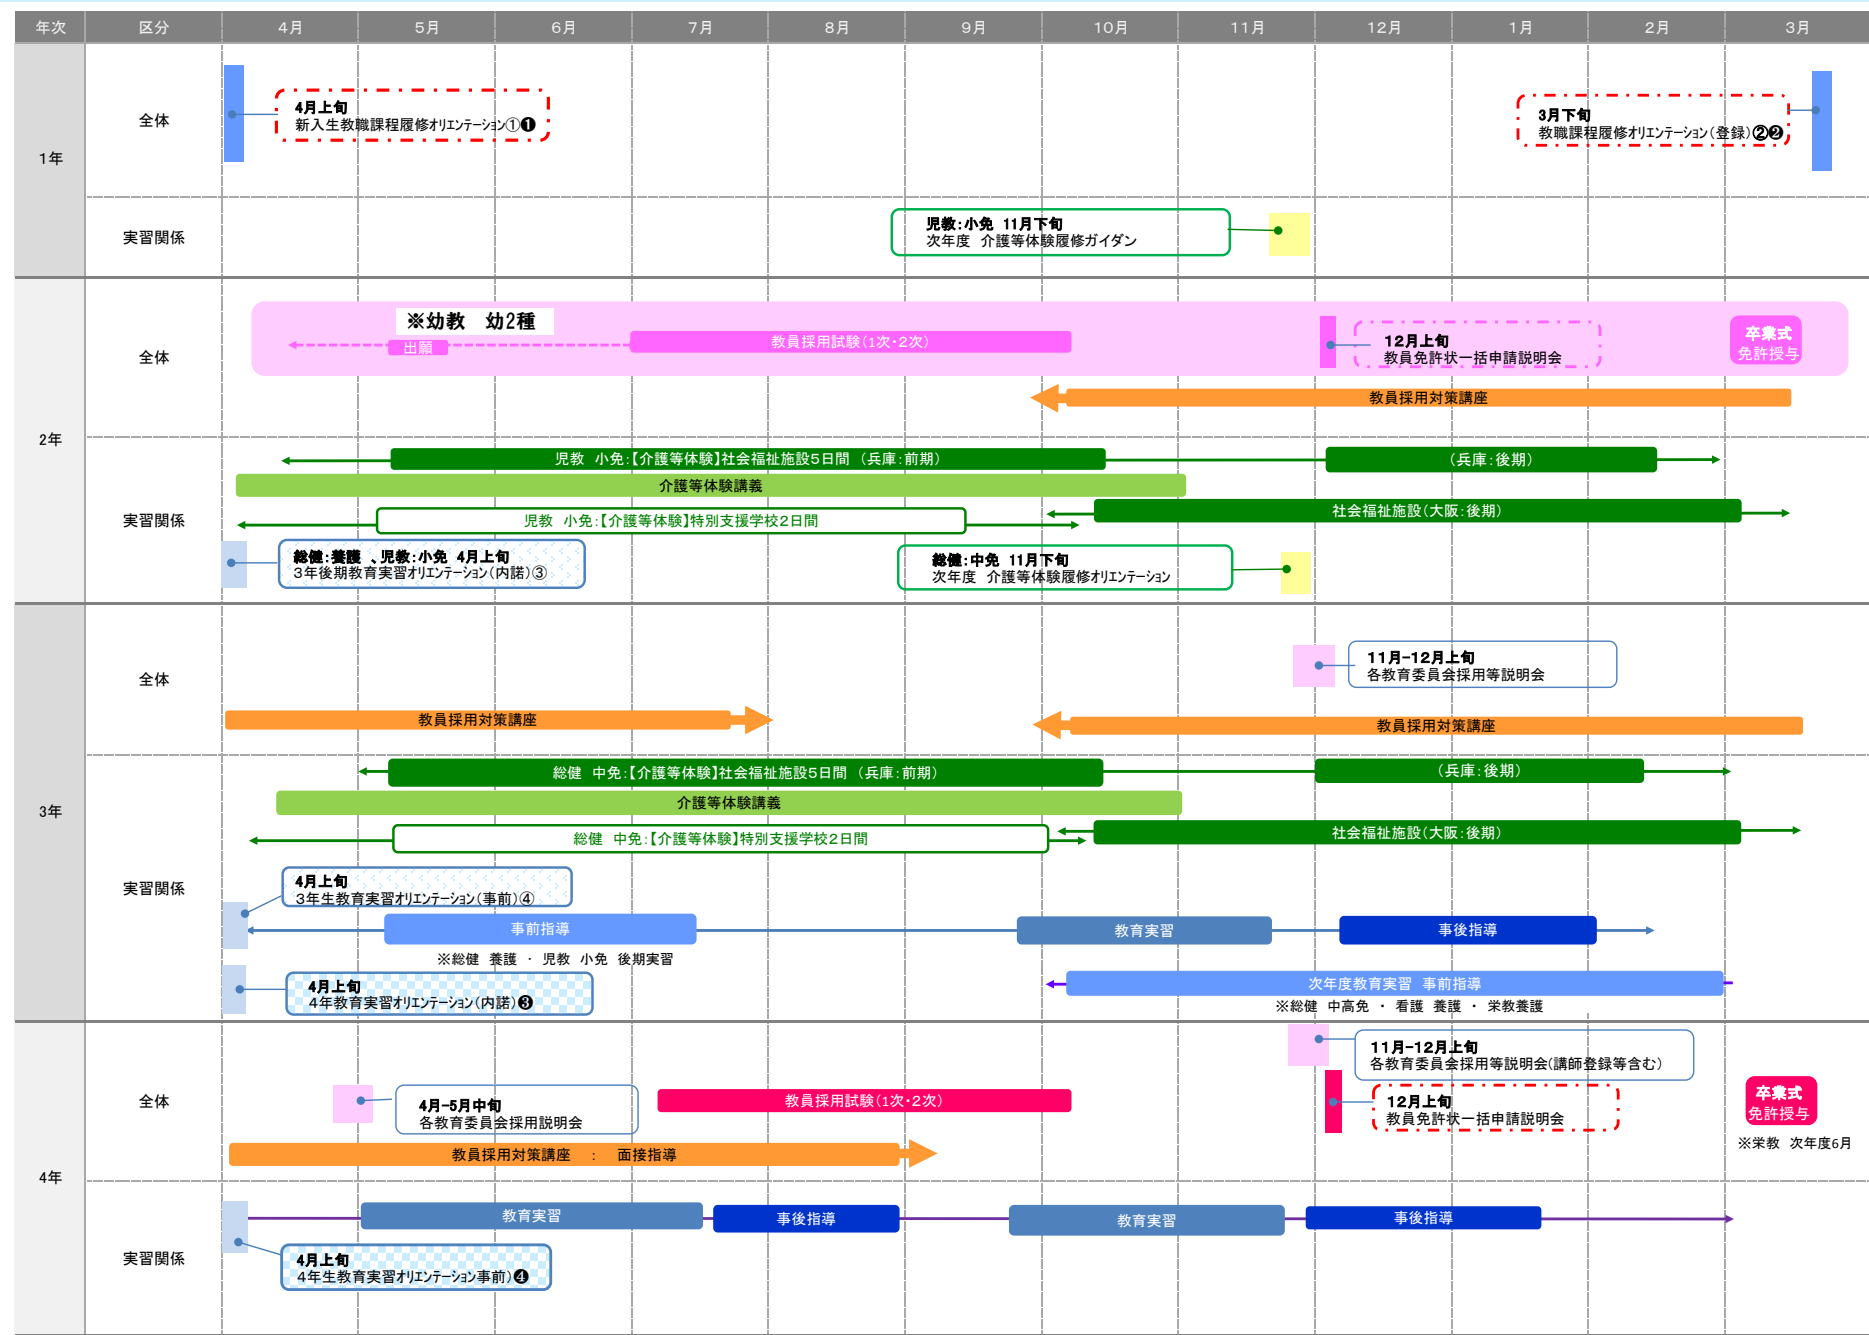 年次 区分 4月 5月 6月 7月 8月 9月 10月 11月 12月 1月 2月 3月
1年
全体
4月上旬
新入生教職課程履修オリエンテーション①❶
3月下旬
教職課程履修オリエンテーション(登録)②❷
実習関係
児教:小免 11月下旬
次年度 介護等体験履修ガイダン
2年
全体
※幼教 幼2種
出願
教員採用試験(1次・2次)
12月上旬
教員免許状一括申請説明会
卒業式
免許授与
教員採用対策講座
実習関係
児教 小免:【介護等体験】社会福祉施設5日間 (兵庫:前期)
(兵庫:後期)
介護等体験講義
児教 小免:【介護等体験】特別支援学校2日間
社会福祉施設(大阪:後期)
総健:養護 、児教:小免 4月上旬
3年後期教育実習オリエンテーション(内諾)③
総健:中免 11月下旬
次年度 介護等体験履修オリエンテーション
3年
全体
11月-12月上旬
各教育委員会採用等説明会
教員採用対策講座
教員採用対策講座
実習関係
総健 中免:【介護等体験】社会福祉施設5日間 (兵庫:前期)
(兵庫:後期)
介護等体験講義
総健 中免:【介護等体験】特別支援学校2日間
社会福祉施設(大阪:後期)
4月上旬
3年生教育実習オリエンテーション(事前)④
事前指導
教育実習
事後指導
※総健 養護 ・ 児教 小免 後期実習
4月上旬
4年教育実習オリエンテーション(内諾)❸
次年度教育実習 事前指導
※総健 中高免 ・ 看護 養護 ・ 栄教養護
4年
全体
11月-12月上旬
各教育委員会採用等説明会(講師登録等含む)
4月-5月中旬
各教育委員会採用説明会
教員採用試験(1次・2次)
12月上旬
教員免許状一括申請説明会
卒業式
免許授与
※栄教 次年度6月
教員採用対策講座 : 面接指導
実習関係
教育実習
事後指導
教育実習
事後指導
4月上旬
4年生教育実習オリエンテーション事前)❹